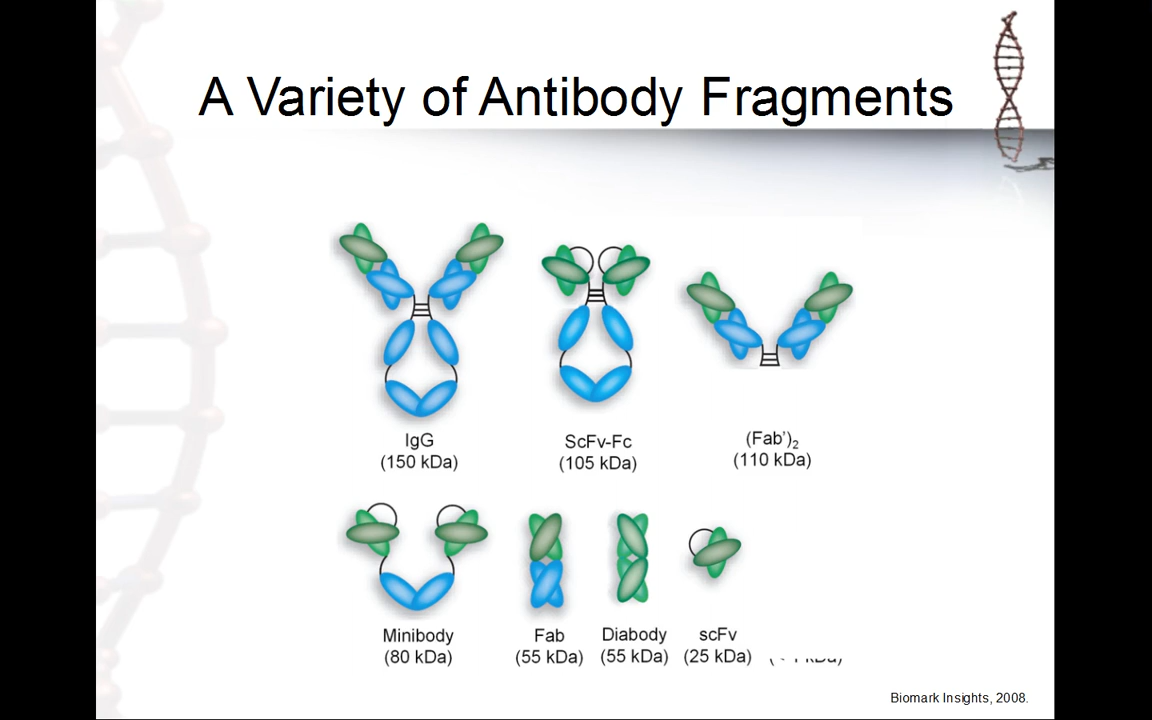 A Variety of Antibody Fragments
IgG
(150 kDa)
ScFv-Fc
(105 kDa)
(Fab’)₂
(110 kDa)
Minibody
(80 kDa)
Fab
(55 kDa)
Diabody
(55 kDa)
scFv
(25 kDa)
Biomark Insights, 2008.